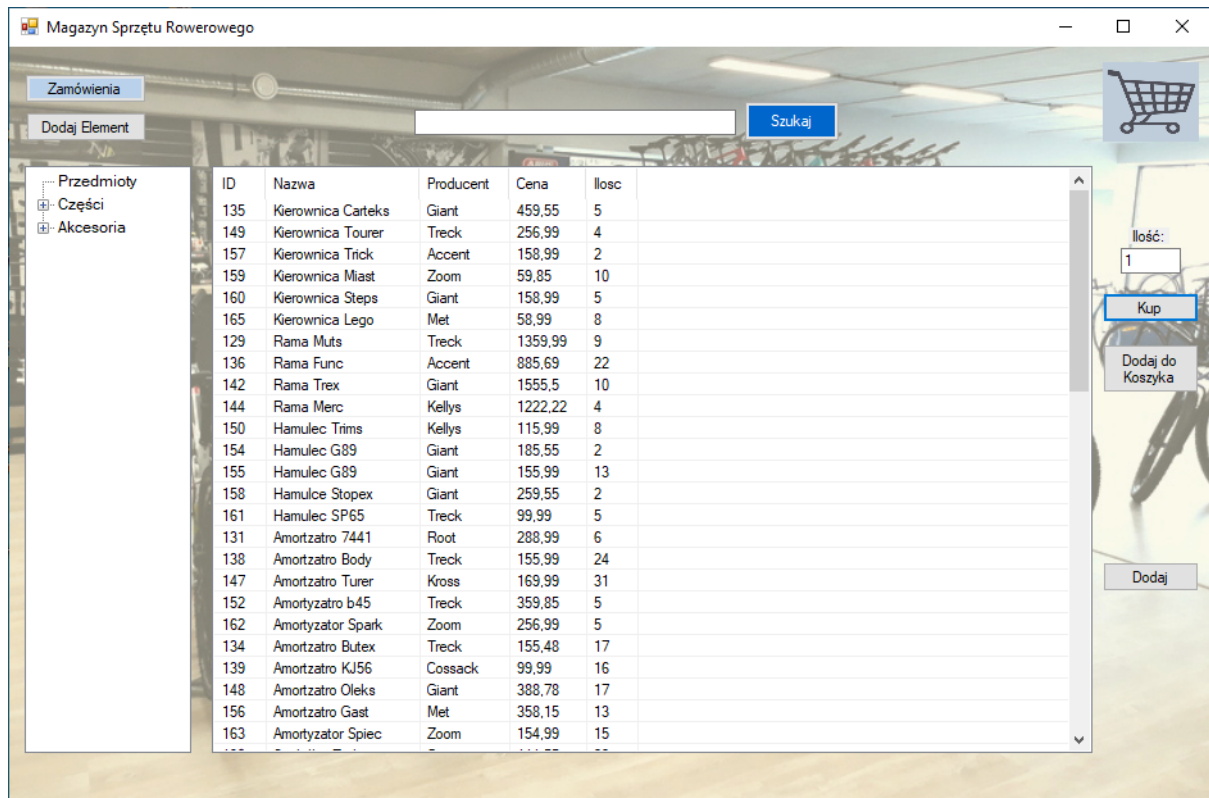 Magazyn Sprzętu Rowerowego
Zamówienia
Dodaj Element
Szukaj
Przedmioty
Części
Akcesoria
ID Nazwa Producent Cena Ilosc
135 Kierownica Carteks Giant 459,55 5
149 Kierownica Tourer Treck 256,99 4
157 Kierownica Trick Accent 158,99 2
159 Kierownica Miast Zoom 59,85 10
160 Kierownica Steps Giant 158,99 5
165 Kierownica Lego Met 58,99 8
129 Rama Muts Treck 1359,99 9
136 Rama Func Accent 885,69 22
142 Rama Trex Giant 1555,5 10
144 Rama Merc Kellys 1222,22 4
150 Hamulec Trims Kellys 115,99 8
154 Hamulec G89 Giant 185,55 2
155 Hamulec G89 Giant 155,99 13
158 Hamulce Stopex Giant 259,55 2
161 Hamulec SP65 Treck 99,99 5
131 Amortzatro 7441 Root 288,99 6
138 Amortzatro Body Treck 155,99 24
147 Amortzatro Turer Kross 169,99 31
152 Amortyzatro b45 Treck 359,85 5
162 Amortyzator Spark Zoom 256,99 5
134 Amortzatro Butex Treck 155,48 17
139 Amortzatro KJ56 Cossack 99,99 16
148 Amortzatro Oleks Giant 388,78 17
156 Amortzatro Gast Met 358,15 13
163 Amortyzator Spiec Zoom 154,99 15
Ilość:
1
Kup
Dodaj do
Koszyka
Dodaj